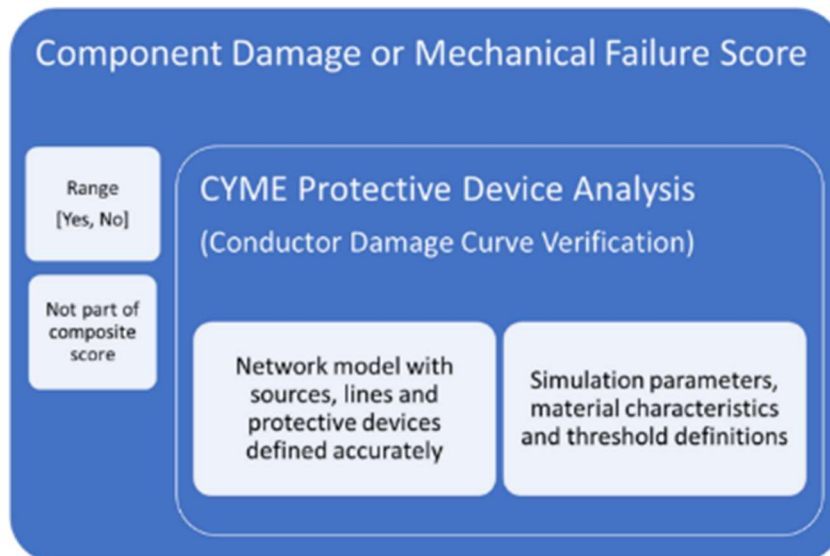 Component Damage or Mechanical Failure Score
Range
[Yes, No]
Not part of
composite
score
CYME Protective Device Analysis
(Conductor Damage Curve Verification)
Network model with
sources, lines and
protective devices
defined accurately
Simulation parameters,
material characteristics
and threshold definitions